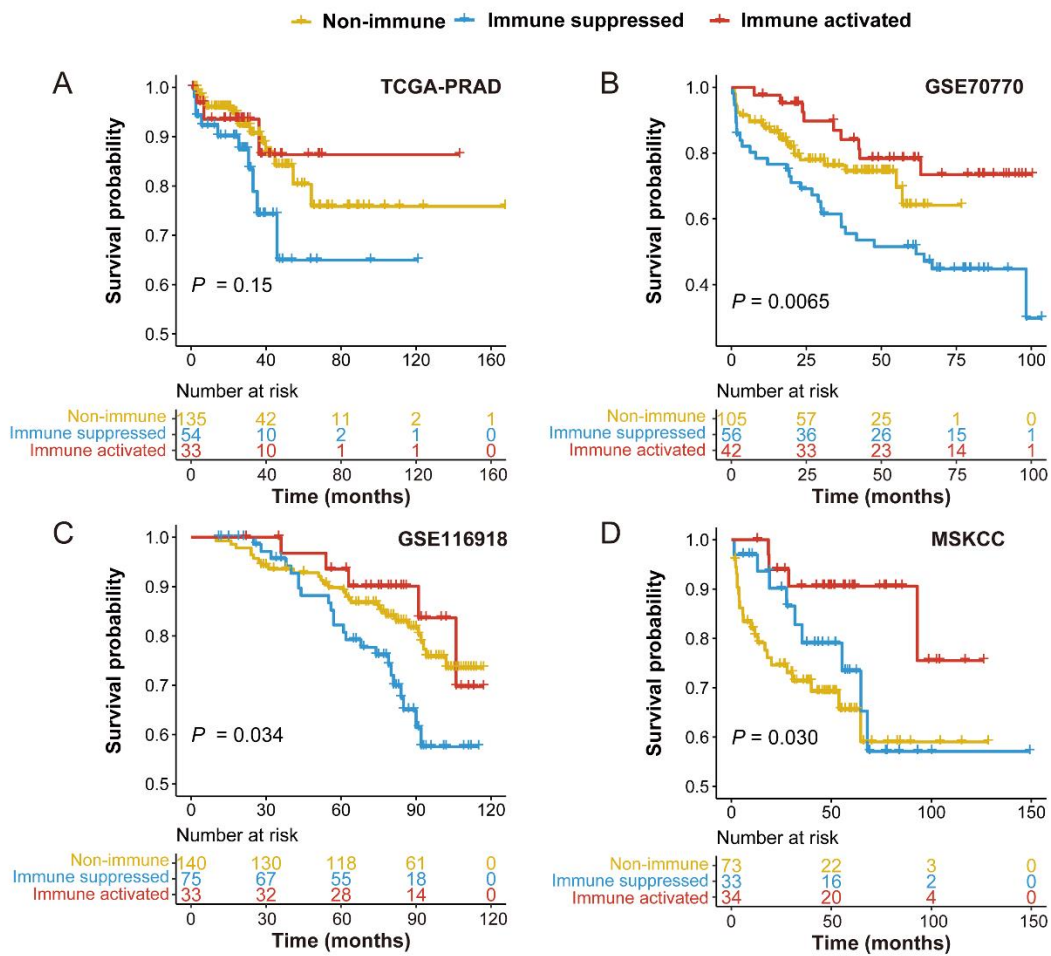 Non-immune Immune suppressed Immune activated
A TCGA-PRAD
1.0
0.9
0.8
0.7
0.6
0.5
Survival probability
P = 0.15
0 40 80 120 160
Number at risk
Non-immune 135 42 11 2 1
Immune suppressed 54 10 2 1 0
Immune activated 33 10 1 1 0
0 40 80 120 160
Time (months)
B GSE70770
1.0
0.8
0.6
0.4
Survival probability
P = 0.0065
0 25 50 75 100
Number at risk
Non-immune 105 57 25 1 0
Immune suppressed 56 36 26 15 1
Immune activated 42 33 23 14 1
0 25 50 75 100
Time (months)
C GSE116918
1.0
0.9
0.8
0.7
0.6
0.5
Survival probability
P = 0.034
0 30 60 90 120
Number at risk
Non-immune 140 130 118 61 0
Immune suppressed 75 67 55 18 0
Immune activated 33 32 28 14 0
0 30 60 90 120
Time (months)
D MSKCC
1.0
0.9
0.8
0.7
0.6
0.5
Survival probability
P = 0.030
0 50 100 150
Number at risk
Non-immune 73 22 3 0
Immune suppressed 33 16 2 0
Immune activated 34 20 4 0
0 50 100 150
Time (months)